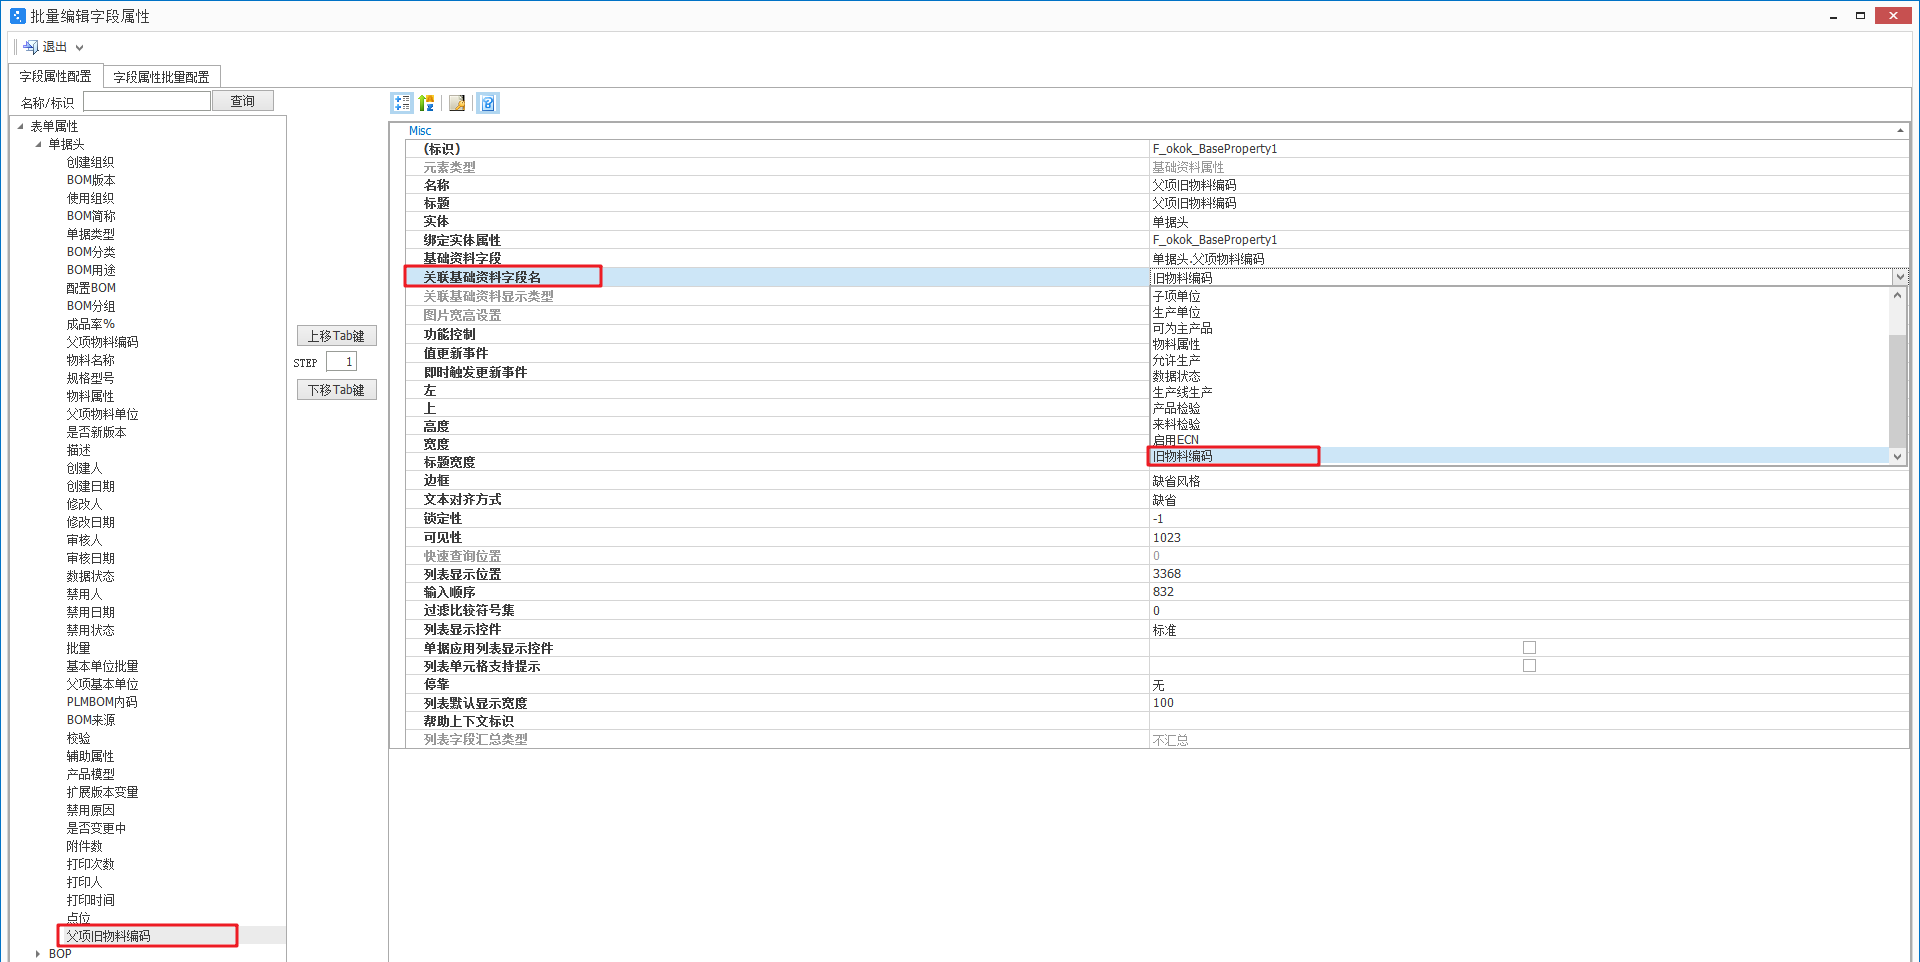 批量编辑字段属性
退出
字段属性配置
字段属性批量配置
名称/标识
查询
表单属性
单据头
创建组织
BOM版本
使用组织
BOM简称
单据类型
BOM分类
BOM用途
配置BOM
BOM分组
成品率%
父项物料编码
物料名称
规格型号
物料属性
父项物料单位
是否新版本
描述
创建人
创建日期
修改人
修改日期
审核人
审核日期
数据状态
禁用人
禁用日期
禁用状态
批量
基本单位批量
父项基本单位
PLMBOM内码
BOM来源
校验
辅助属性
产品模型
扩展版本变量
禁用原因
是否变更中
附件数
打印次数
打印人
打印时间
点位
父项旧物料编码
BOP
上移Tab键
STEP 1
下移Tab键
Misc
(标识) F_okok_BaseProperty1
元素类型 基础资料属性
名称 父项旧物料编码
标题 父项旧物料编码
实体 单据头
绑定实体属性 F_okok_BaseProperty1
基础资料字段 单据头.父项物料编码
关联基础资料字段名 旧物料编码
关联基础资料显示类型
图片宽高设置
功能控制
值更新事件
即时触发更新事件
左
上
高度
宽度
标题宽度
子项单位
生产单位
可为主产品
物料属性
允许生产
数据状态
生产线生产
产品检验
来料检验
启用ECN
旧物料编码
边框 缺省风格
文本对齐方式 缺省
锁定性 -1
可见性 1023
快速查询位置 0
列表显示位置 3368
输入顺序 832
过滤比较符号集 0
列表显示控件 标准
单据应用列表显示控件
列表单元格支持提示
停靠 无
列表默认显示宽度 100
帮助上下文标识
列表字段汇总类型 不汇总